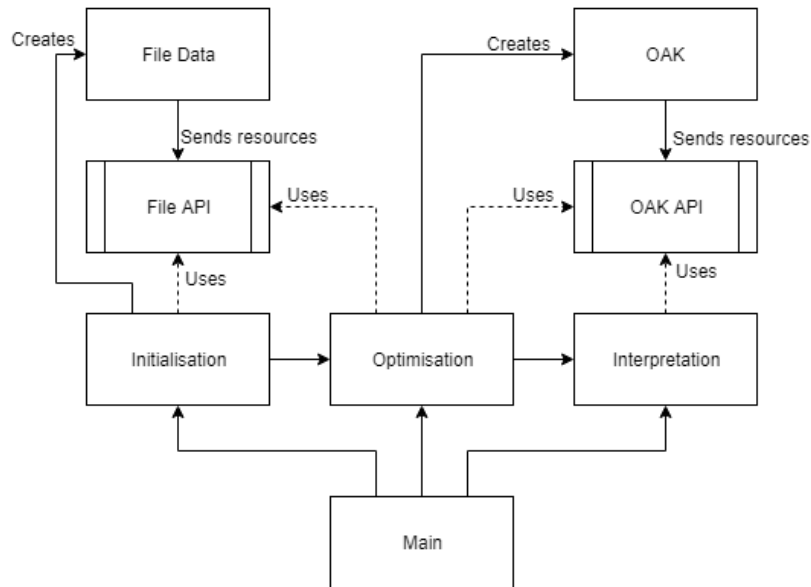 Creates
File Data
Creates
OAK
Sends resources
Sends resources
File API
Uses
Uses
OAK API
Uses
Uses
Initialisation
Optimisation
Interpretation
Main